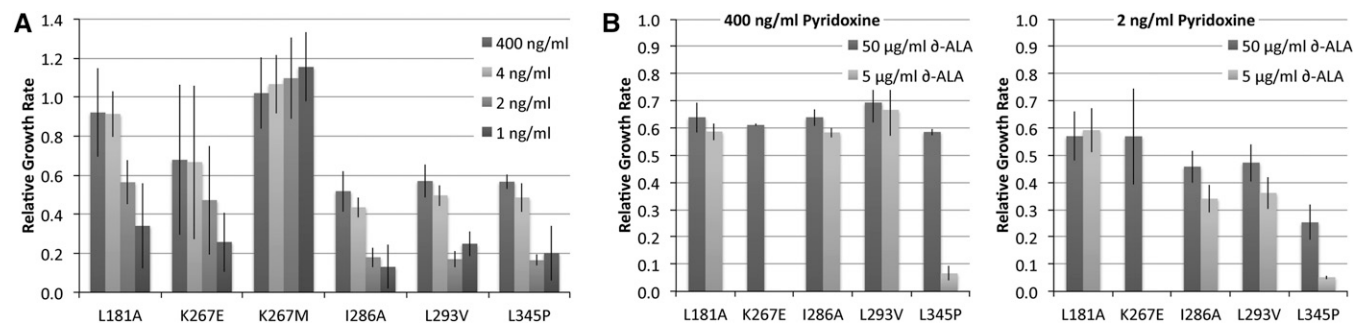 A
Relative Growth Rate
1.4
1.2
1.0
0.8
0.6
0.4
0.2
0.0
400 ng/ml
4 ng/ml
2 ng/ml
1 ng/ml
L181A K267E K267M I286A L293V L345P
B
400 ng/ml Pyridoxine
Relative Growth Rate
1.0
0.9
0.8
0.7
0.6
0.5
0.4
0.3
0.2
0.1
0.0
50 µg/ml ∂-ALA
5 µg/ml ∂-ALA
L181A K267E I286A L293V L345P
2 ng/ml Pyridoxine
Relative Growth Rate
1.0
0.9
0.8
0.7
0.6
0.5
0.4
0.3
0.2
0.1
0.0
50 µg/ml ∂-ALA
5 µg/ml ∂-ALA
L181A K267E I286A L293V L345P